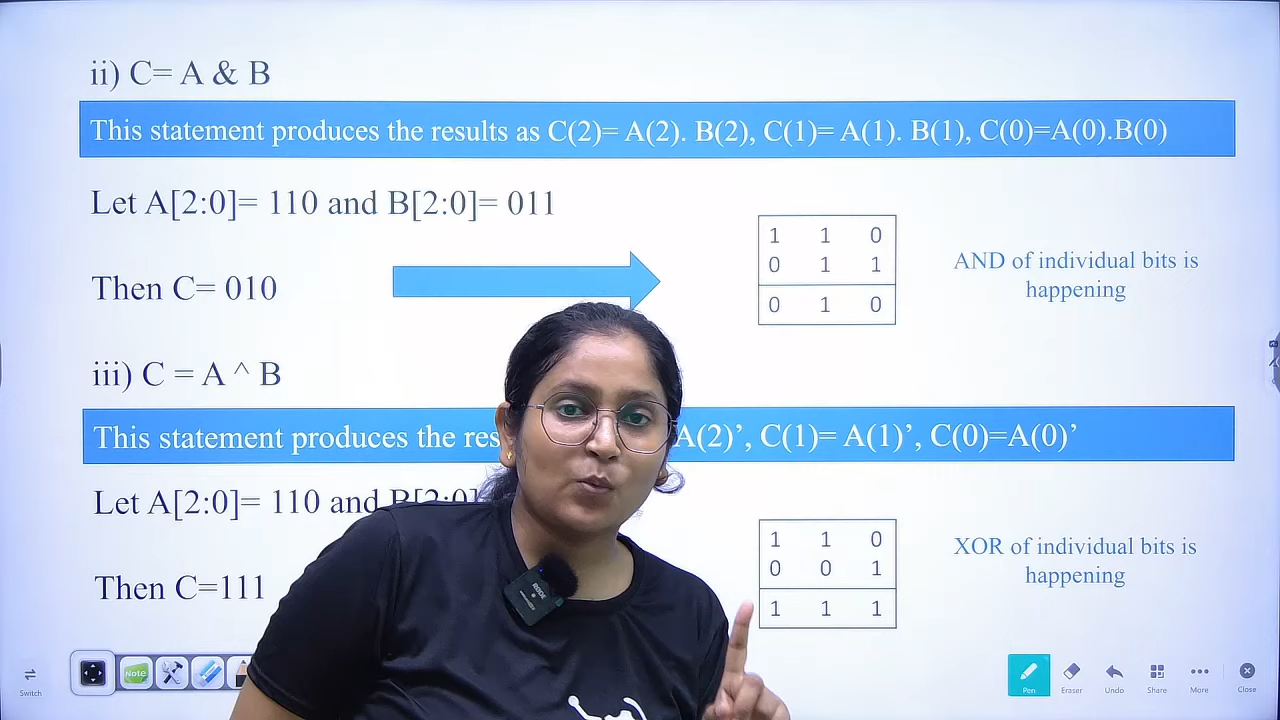 ii) C= A & B
This statement produces the results as C(2)= A(2). B(2), C(1)= A(1). B(1), C(0)=A(0).B(0)
Let A[2:0]= 110 and B[2:0]= 011
1 1 0
0 1 1
0 1 0
AND of individual bits is
happening
Then C= 010
iii) C = A ^ B
This statement produces the res A(2)’, C(1)= A(1)’, C(0)=A(0)’
Let A[2:0]= 110 and B[2:0]
1 1 0
0 0 1
1 1 1
XOR of individual bits is
happening
Then C=111
RODE
Note
Switch
Pen Eraser Undo Share More Close